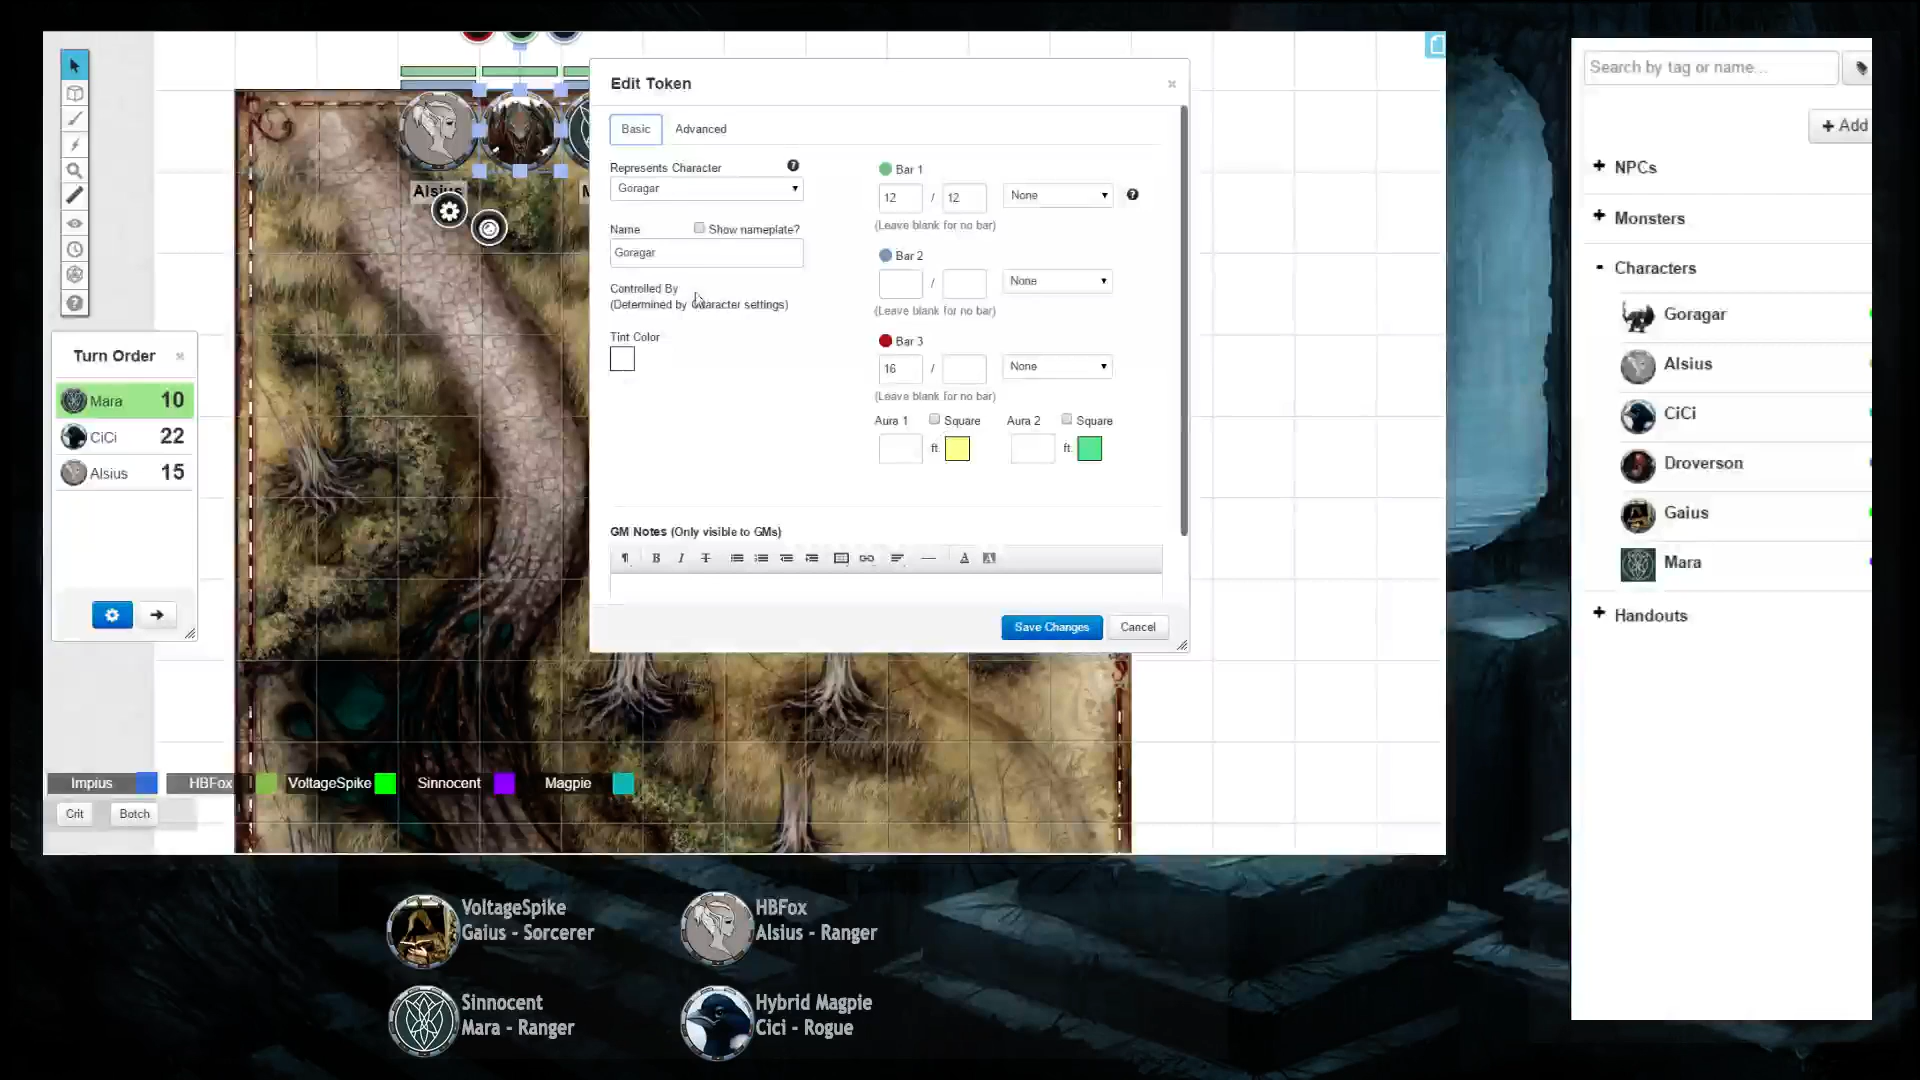 Edit Token
×
Basic
Advanced
Represents Character
Goragar
Name
Show nameplate?
Goragar
Controlled By
(Determined by Character settings)
Tint Color
Bar 1
12 / 12
None
(Leave blank for no bar)
Bar 2
/
None
(Leave blank for no bar)
Bar 3
16 /
None
(Leave blank for no bar)
Aura 1
Square
Aura 2
Square
ft.
ft.
GM Notes (Only visible to GMs)
Save Changes
Cancel
Alsius
Turn Order
×
Mara 10
CiCi 22
Alsius 15
Impius
HBFox
VoltageSpike
Sinnocent
Magpie
Crit
Botch
Search by tag or name...
+ Add
+ NPCs
+ Monsters
- Characters
Goragar
Alsius
CiCi
Droverson
Gaius
Mara
+ Handouts
VoltageSpike
Gaius - Sorcerer
HBFox
Alsius - Ranger
Sinnocent
Mara - Ranger
Hybrid Magpie
Cici - Rogue